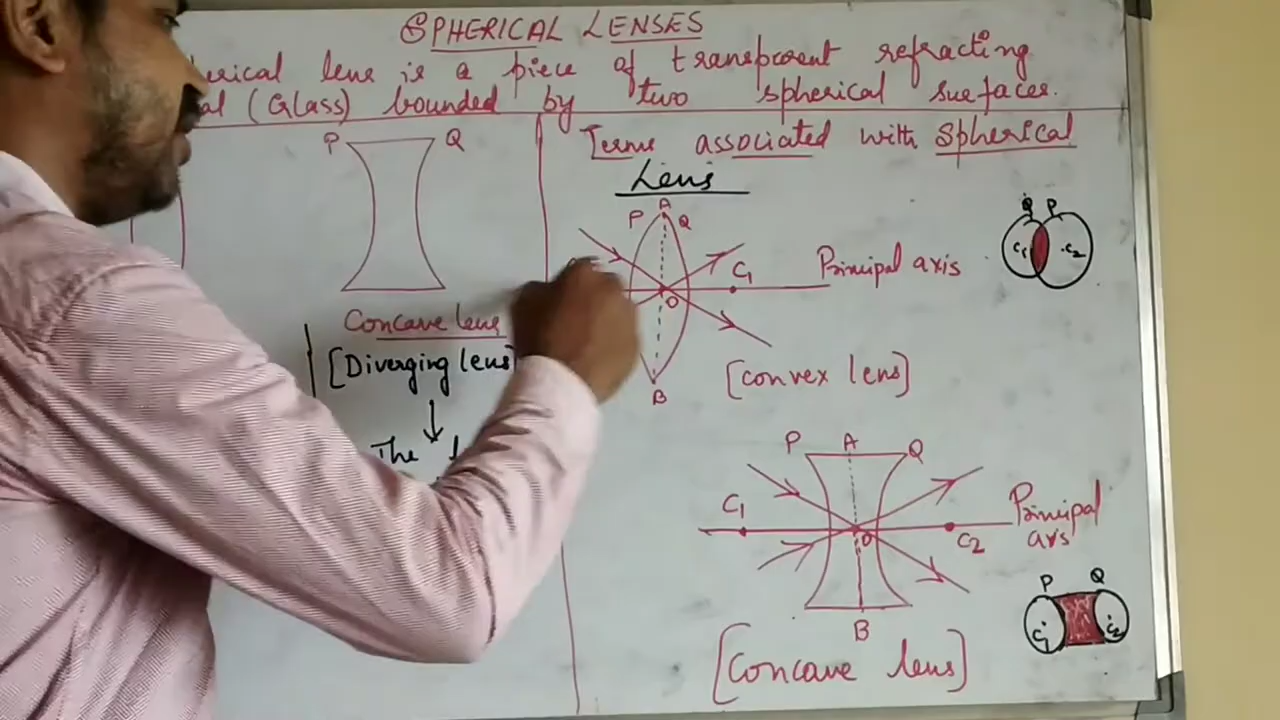 SPHERICAL LENSES
herical lens is a piece of transparent refracting
al (Glass) bounded by two spherical surfaces.
P Q
Concave lens
[Diverging lens]
The
Terms associated with Spherical
Lens
P A Q
O C1 Principal axis
B
[convex lens]
Q P
C1 C2
P A Q
C1 O C2 Principal
axis
B
[Concave lens]
P Q
C1 C2